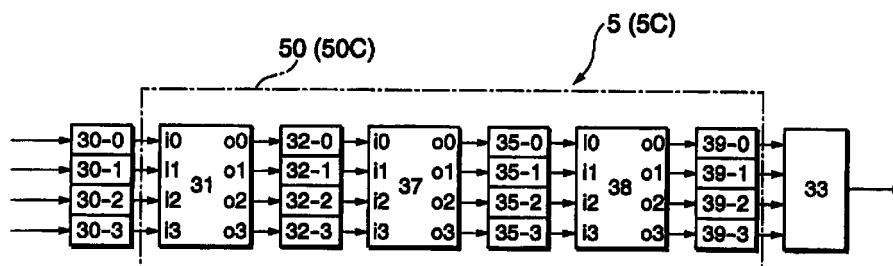 5 (5C)
50 (50C)
30-0 i0 o0 32-0 i0 o0 35-0 i0 o0 39-0
30-1 i1 o1 32-1 i1 o1 35-1 i1 o1 39-1
31 37 38 33
30-2 i2 o2 32-2 i2 o2 35-2 i2 o2 39-2
30-3 i3 o3 32-3 i3 o3 35-3 i3 o3 39-3